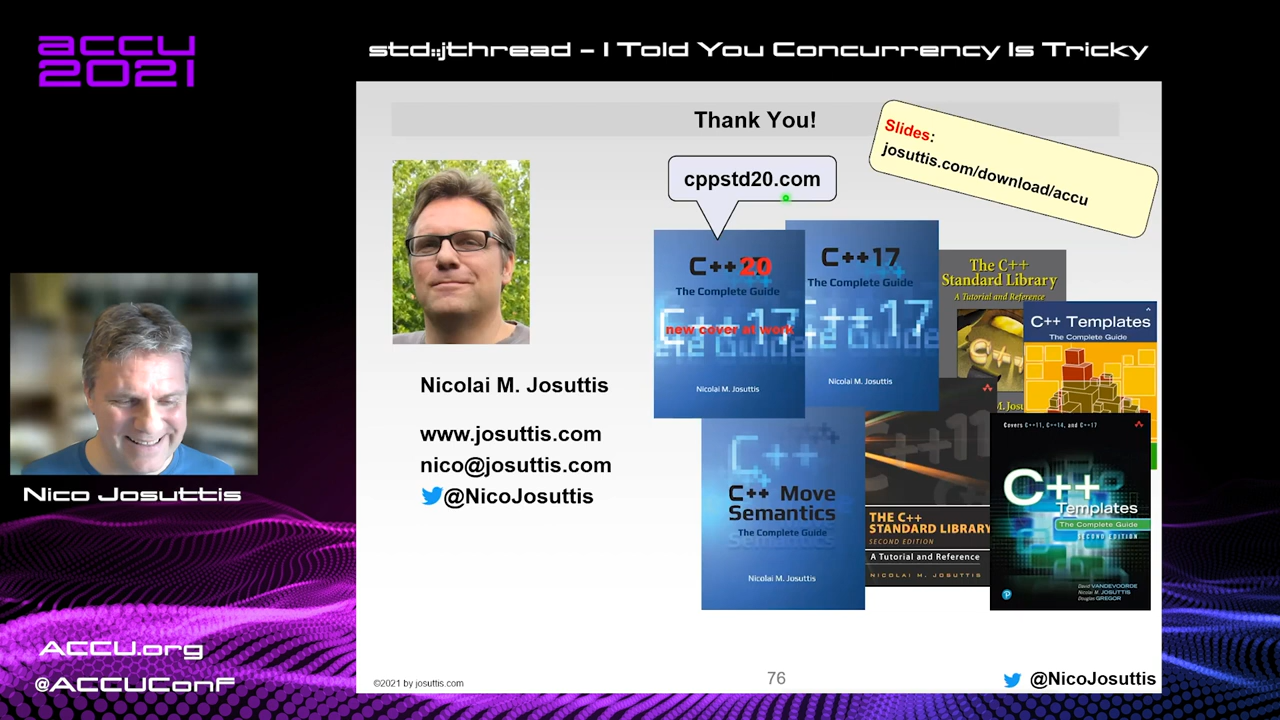 accu
2021
std::jthread – I Told You Concurrency Is Tricky
Thank You!
Slides:
josuttis.com/download/accu
cppstd20.com
C++20
The Complete Guide
C++17
new cover at work
Nicolai M. Josuttis
C++17
The Complete Guide
C++17
Nicolai M. Josuttis
The C++
Standard Library
A Tutorial and Reference
C++ Templates
The Complete Guide
Nicolai M. Josuttis
www.josuttis.com
nico@josuttis.com
@NicoJosuttis
C++ Move
Semantics
The Complete Guide
Nicolai M. Josuttis
C++11
THE C++
STANDARD LIBRARY
SECOND EDITION
A Tutorial and Reference
NICOLAI M. JOSUTTIS
Covers C++11, C++14, and C++17
C++
Templates
The Complete Guide
SECOND EDITION
David VANDEVOORDE
Nicolai M. JOSUTTIS
Douglas GREGOR
Nico Josuttis
ACCU.org
@ACCUConf
©2021 by josuttis.com
76
@NicoJosuttis